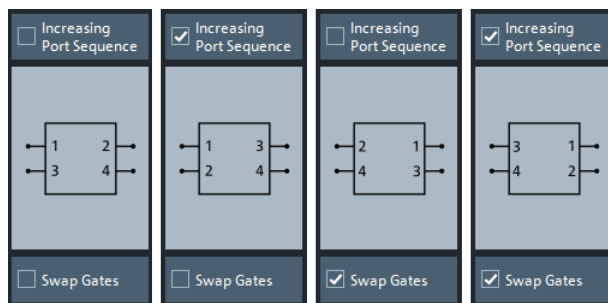 Increasing
Port Sequence
1 2
3 4
Swap Gates
Increasing
Port Sequence
1 3
2 4
Swap Gates
Increasing
Port Sequence
2 1
4 3
Swap Gates
Increasing
Port Sequence
3 1
4 2
Swap Gates